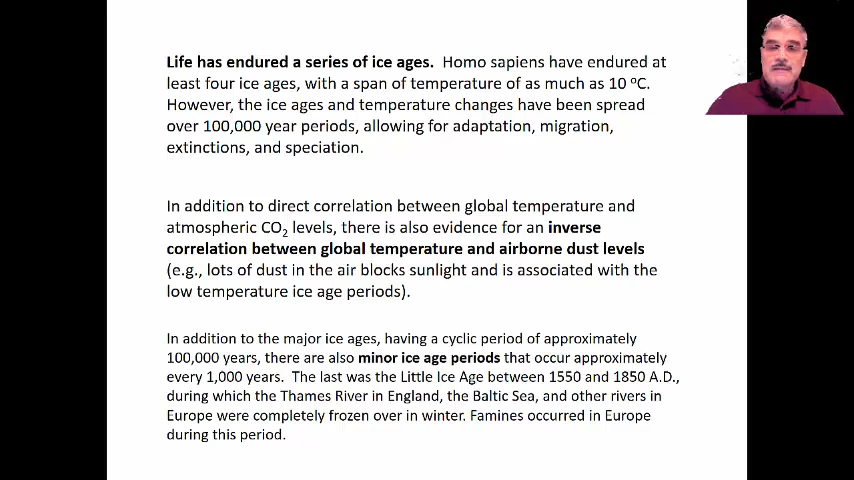 Life has endured a series of ice ages. Homo sapiens have endured at
least four ice ages, with a span of temperature of as much as 10 ºC.
However, the ice ages and temperature changes have been spread
over 100,000 year periods, allowing for adaptation, migration,
extinctions, and speciation.
In addition to direct correlation between global temperature and
atmospheric CO₂ levels, there is also evidence for an inverse
correlation between global temperature and airborne dust levels
(e.g., lots of dust in the air blocks sunlight and is associated with the
low temperature ice age periods).
In addition to the major ice ages, having a cyclic period of approximately
100,000 years, there are also minor ice age periods that occur approximately
every 1,000 years. The last was the Little Ice Age between 1550 and 1850 A.D.,
during which the Thames River in England, the Baltic Sea, and other rivers in
Europe were completely frozen over in winter. Famines occurred in Europe
during this period.